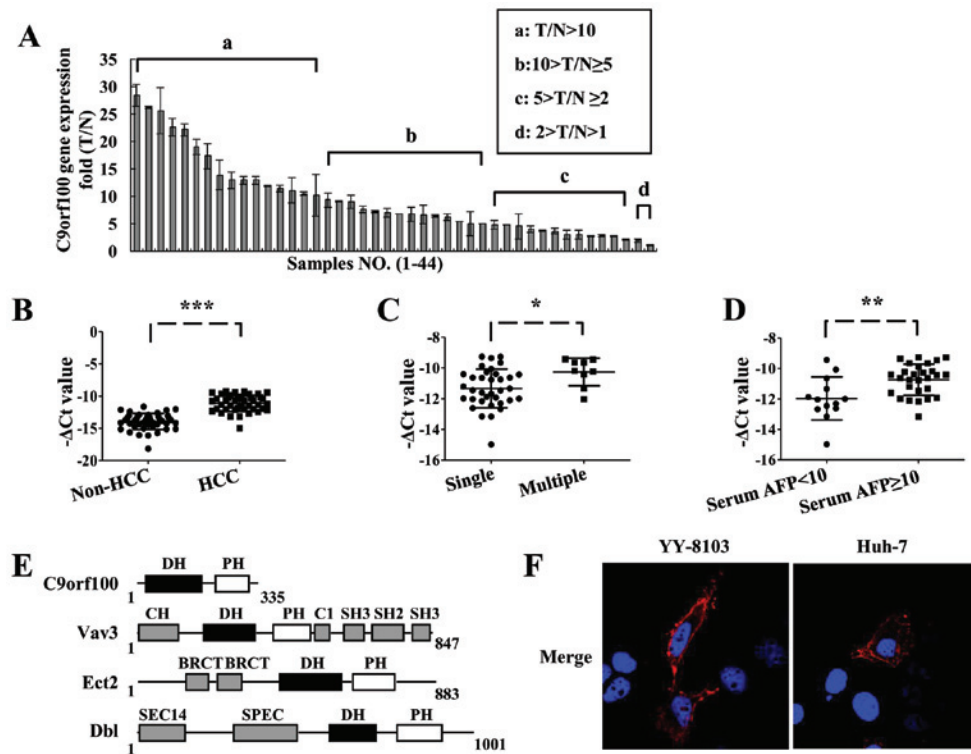 A
C9orf100 gene expression
fold (T/N)
35
30
25
20
15
10
5
0
a
b
c
d
Samples NO. (1-44)
a: T/N>10
b:10>T/N≥5
c: 5>T/N ≥2
d: 2>T/N>1
B
-ΔCt value
0
-5
-10
-15
-20
***
Non-HCC
HCC
C
-ΔCt value
-8
-10
-12
-14
-16
*
Single
Multiple
D
-ΔCt value
-8
-10
-12
-14
-16
**
Serum AFP<10
Serum AFP≥10
E
DH PH
C9orf100
1 335
CH DH PH C1 SH3 SH2 SH3
Vav3
1 847
BRCT BRCT DH PH
Ect2
1 883
SEC14 SPEC DH PH
Dbl
1 1001
F
YY-8103 Huh-7
Merge